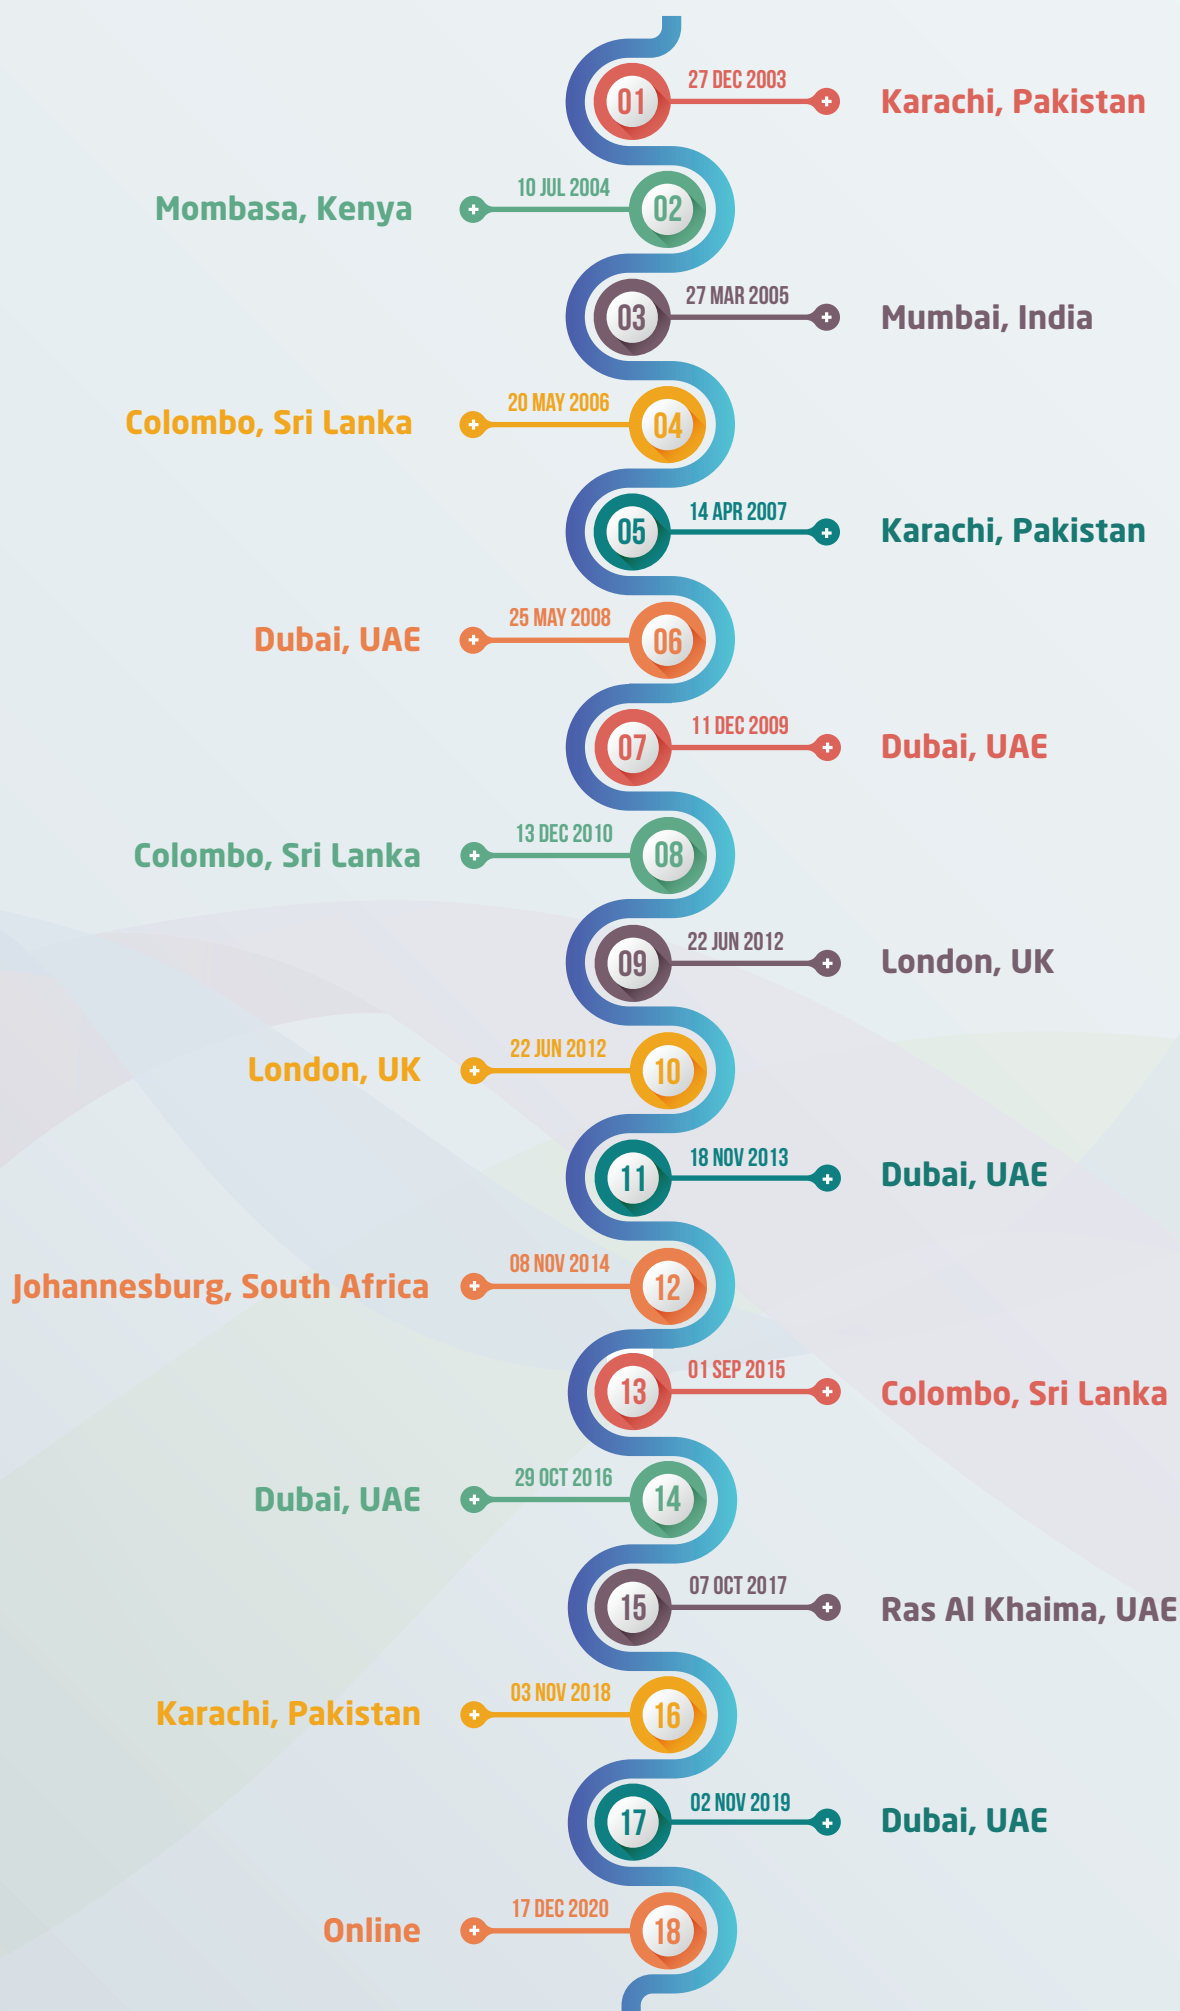 27 DEC 2003
01
Karachi, Pakistan
10 JUL 2004
Mombasa, Kenya
02
27 MAR 2005
03
Mumbai, India
20 MAY 2006
Colombo, Sri Lanka
04
14 APR 2007
05
Karachi, Pakistan
25 MAY 2008
Dubai, UAE
06
11 DEC 2009
07
Dubai, UAE
13 DEC 2010
Colombo, Sri Lanka
08
22 JUN 2012
09
London, UK
22 JUN 2012
London, UK
10
18 NOV 2013
11
Dubai, UAE
08 NOV 2014
Johannesburg, South Africa
12
01 SEP 2015
13
Colombo, Sri Lanka
29 OCT 2016
Dubai, UAE
14
07 OCT 2017
15
Ras Al Khaima, UAE
03 NOV 2018
Karachi, Pakistan
16
02 NOV 2019
17
Dubai, UAE
17 DEC 2020
Online
18